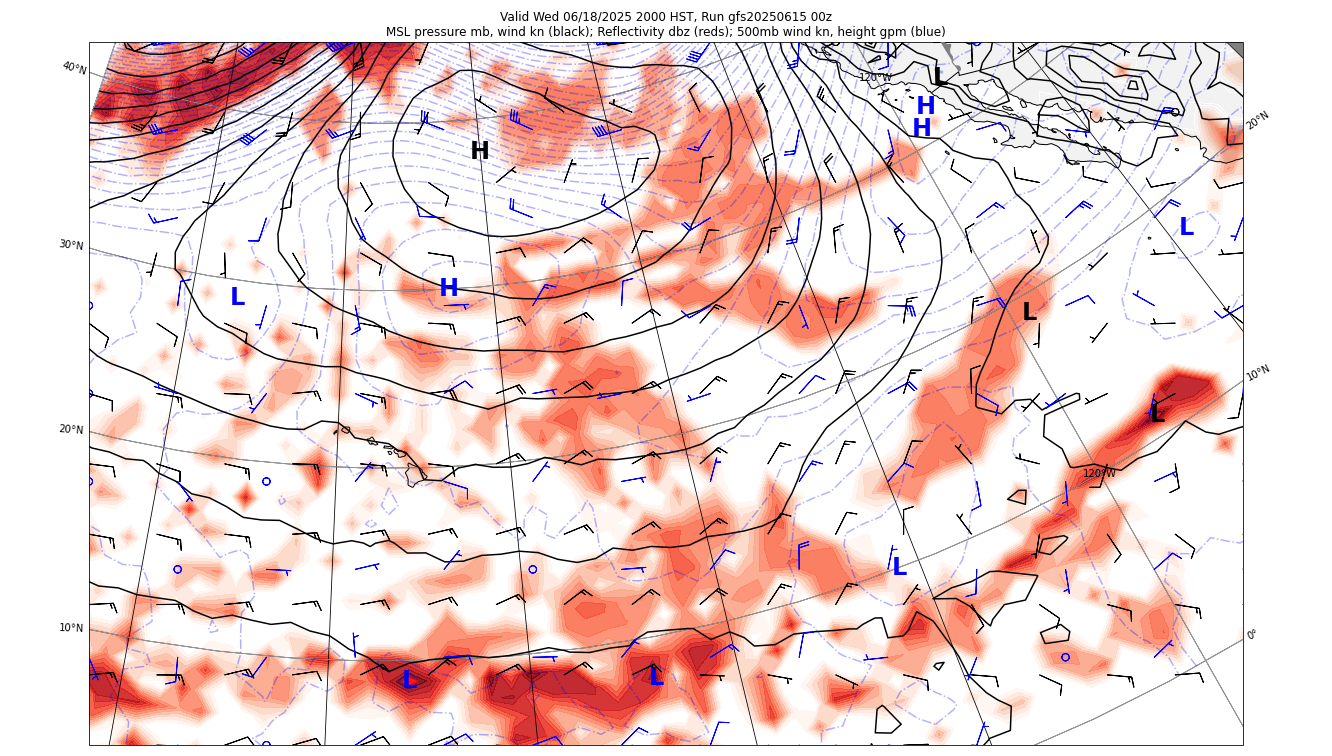 Valid Wed 06/18/2025 2000 HST, Run gfs20250615 00z
MSL pressure mb, wind kn (black); Reflectivity dbz (reds); 500mb wind kn, height gpm (blue)
40°N
120°W
L
H
H
20°N
H
L
30°N
H
L
L
10°N
L
20°N
120°W
L
10°N
0°
L
L